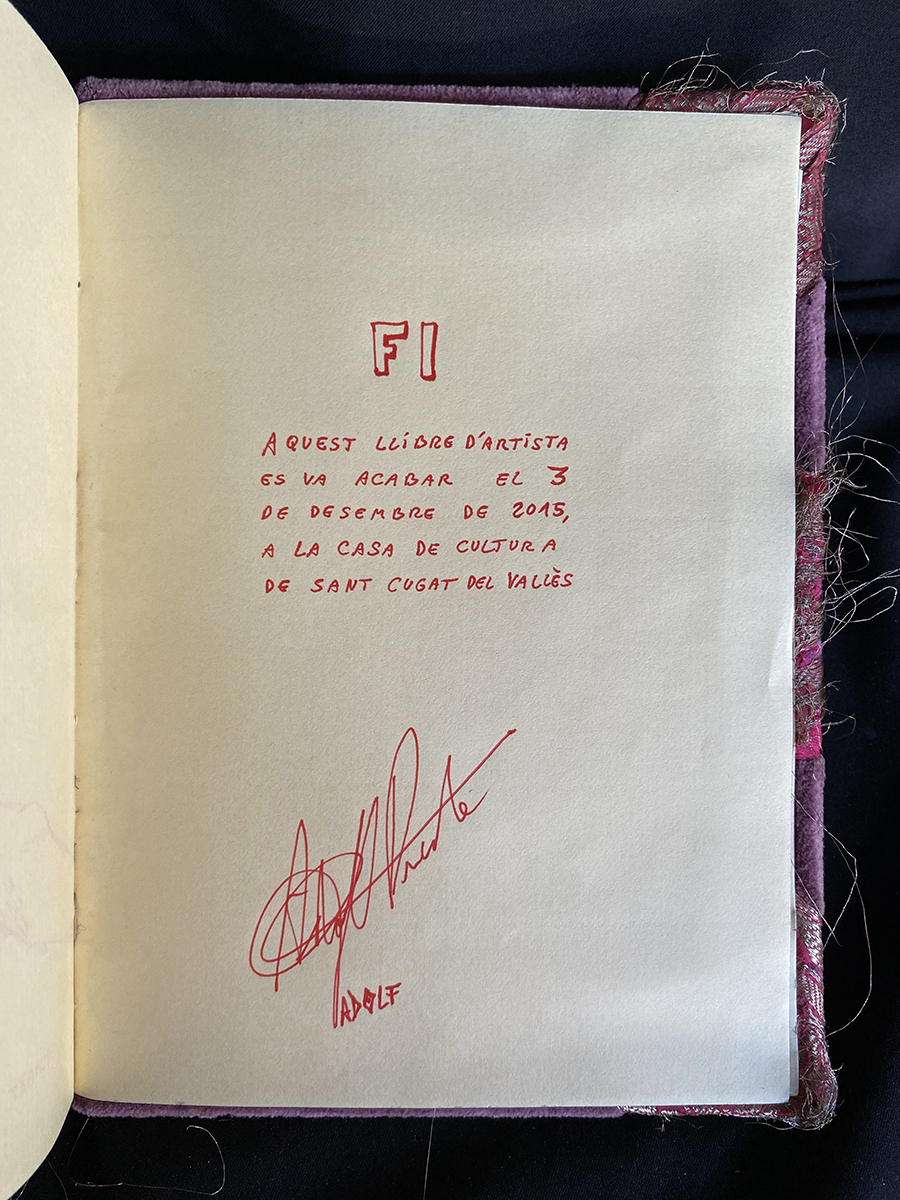 FI
AQUEST LLIBRE D'ARTISTA
ES VA ACABAR EL 3
DE DESEMBRE DE 2015,
A LA CASA DE CULTURA
DE SANT CUGAT DEL VALLÈS
ADOLF